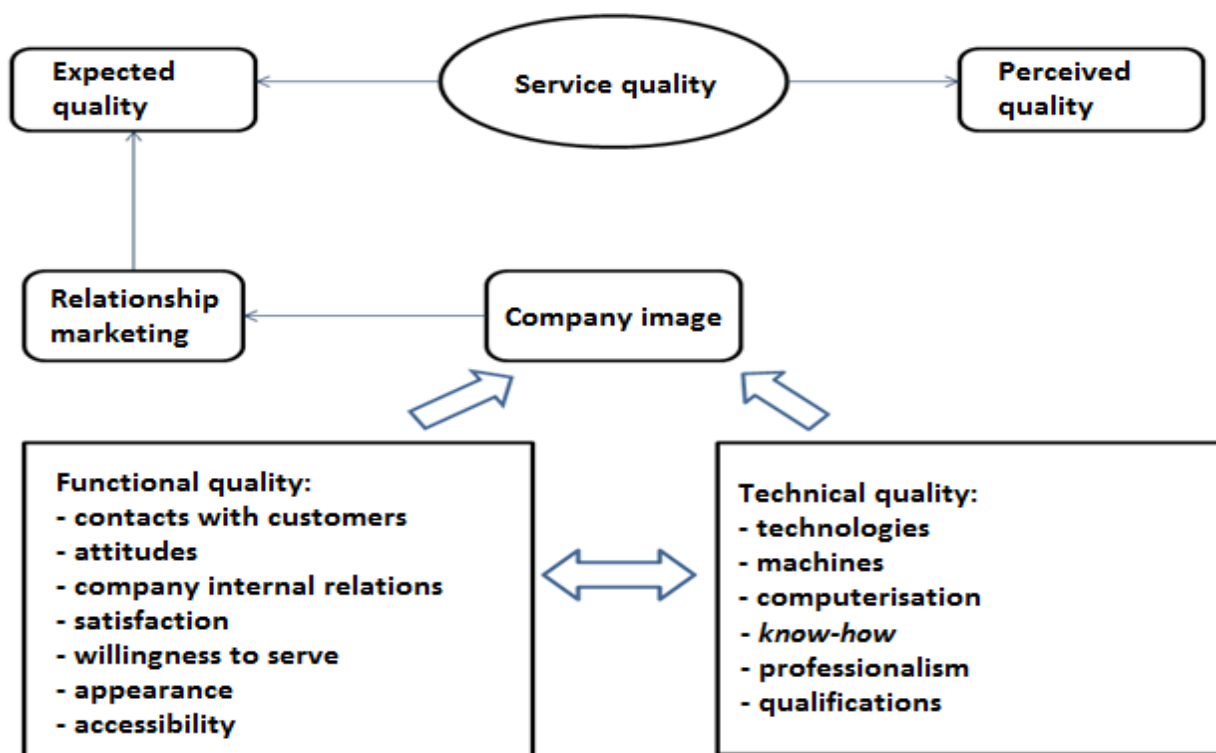 Expected
quality
Service quality
Perceived
quality
Relationship
marketing
Company image
Functional quality:
- contacts with customers
- attitudes
- company internal relations
- satisfaction
- willingness to serve
- appearance
- accessibility
Technical quality:
- technologies
- machines
- computerisation
- know-how
- professionalism
- qualifications